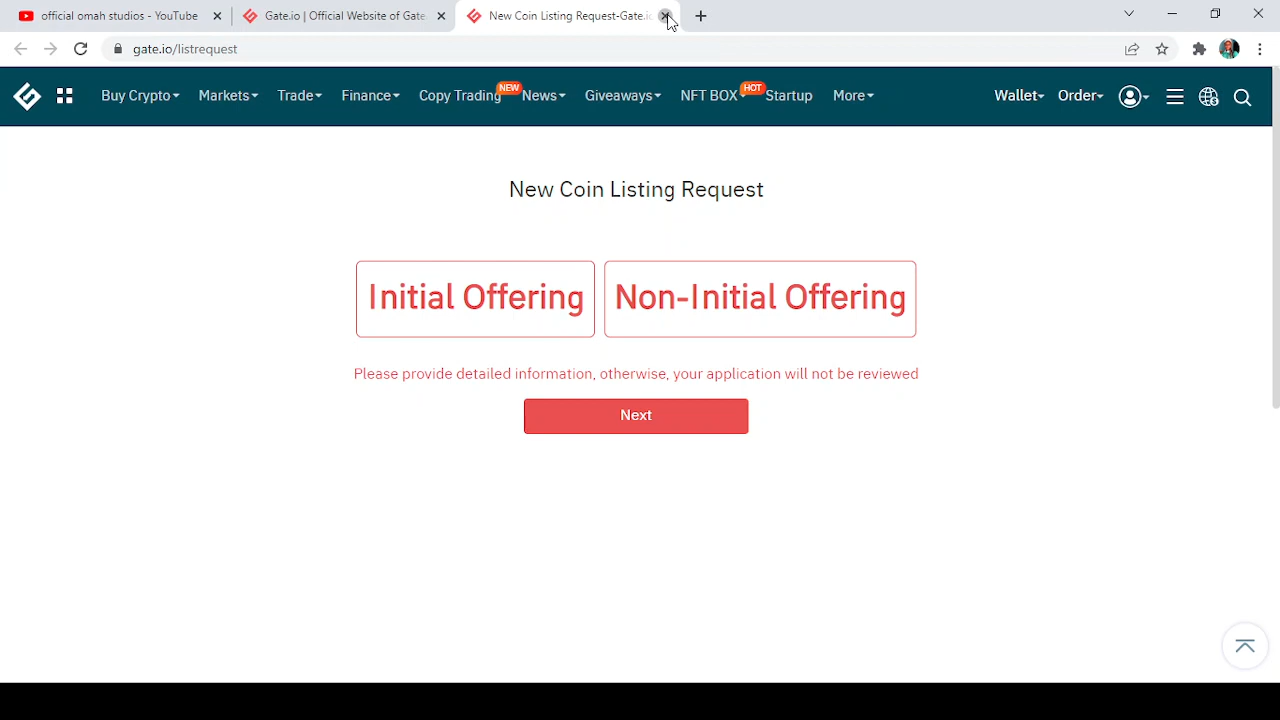 official omah studios - YouTube
Gate.io | Official Website of Gate
New Coin Listing Request-Gate.io
gate.io/listrequest
Buy Crypto Markets Trade Finance Copy Trading NEW News Giveaways NFT BOX HOT Startup More Wallet Order
New Coin Listing Request
Initial Offering
Non-Initial Offering
Please provide detailed information, otherwise, your application will not be reviewed
Next